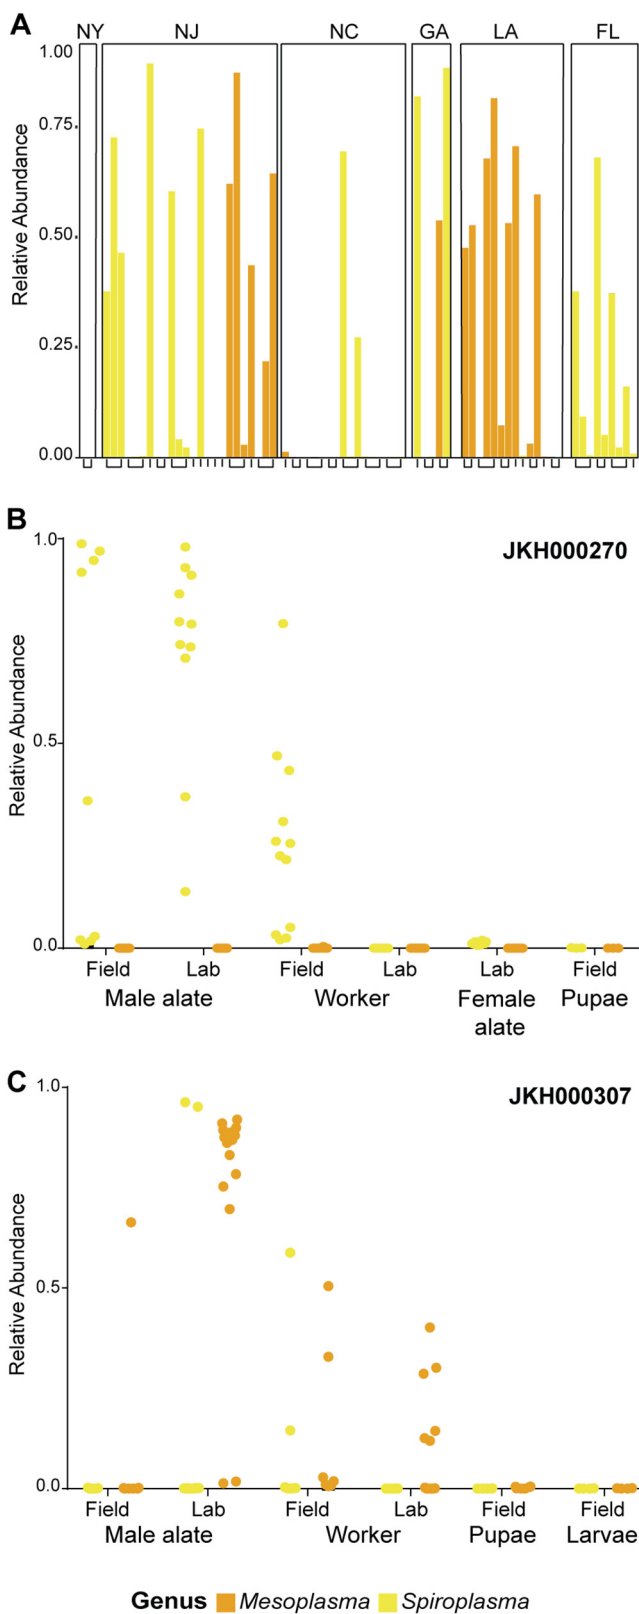 A
NY NJ NC GA LA FL
1.00
0.75
0.50
0.25
0.00
Relative Abundance
B
JKH000270
1.0
0.5
0.0
Relative Abundance
Field Lab Field Lab Lab Field
Male alate Worker Female alate Pupae
C
JKH000307
1.0
0.5
0.0
Relative Abundance
Field Lab Field Lab Field Field
Male alate Worker Pupae Larvae
Genus Mesoplasma Spiroplasma